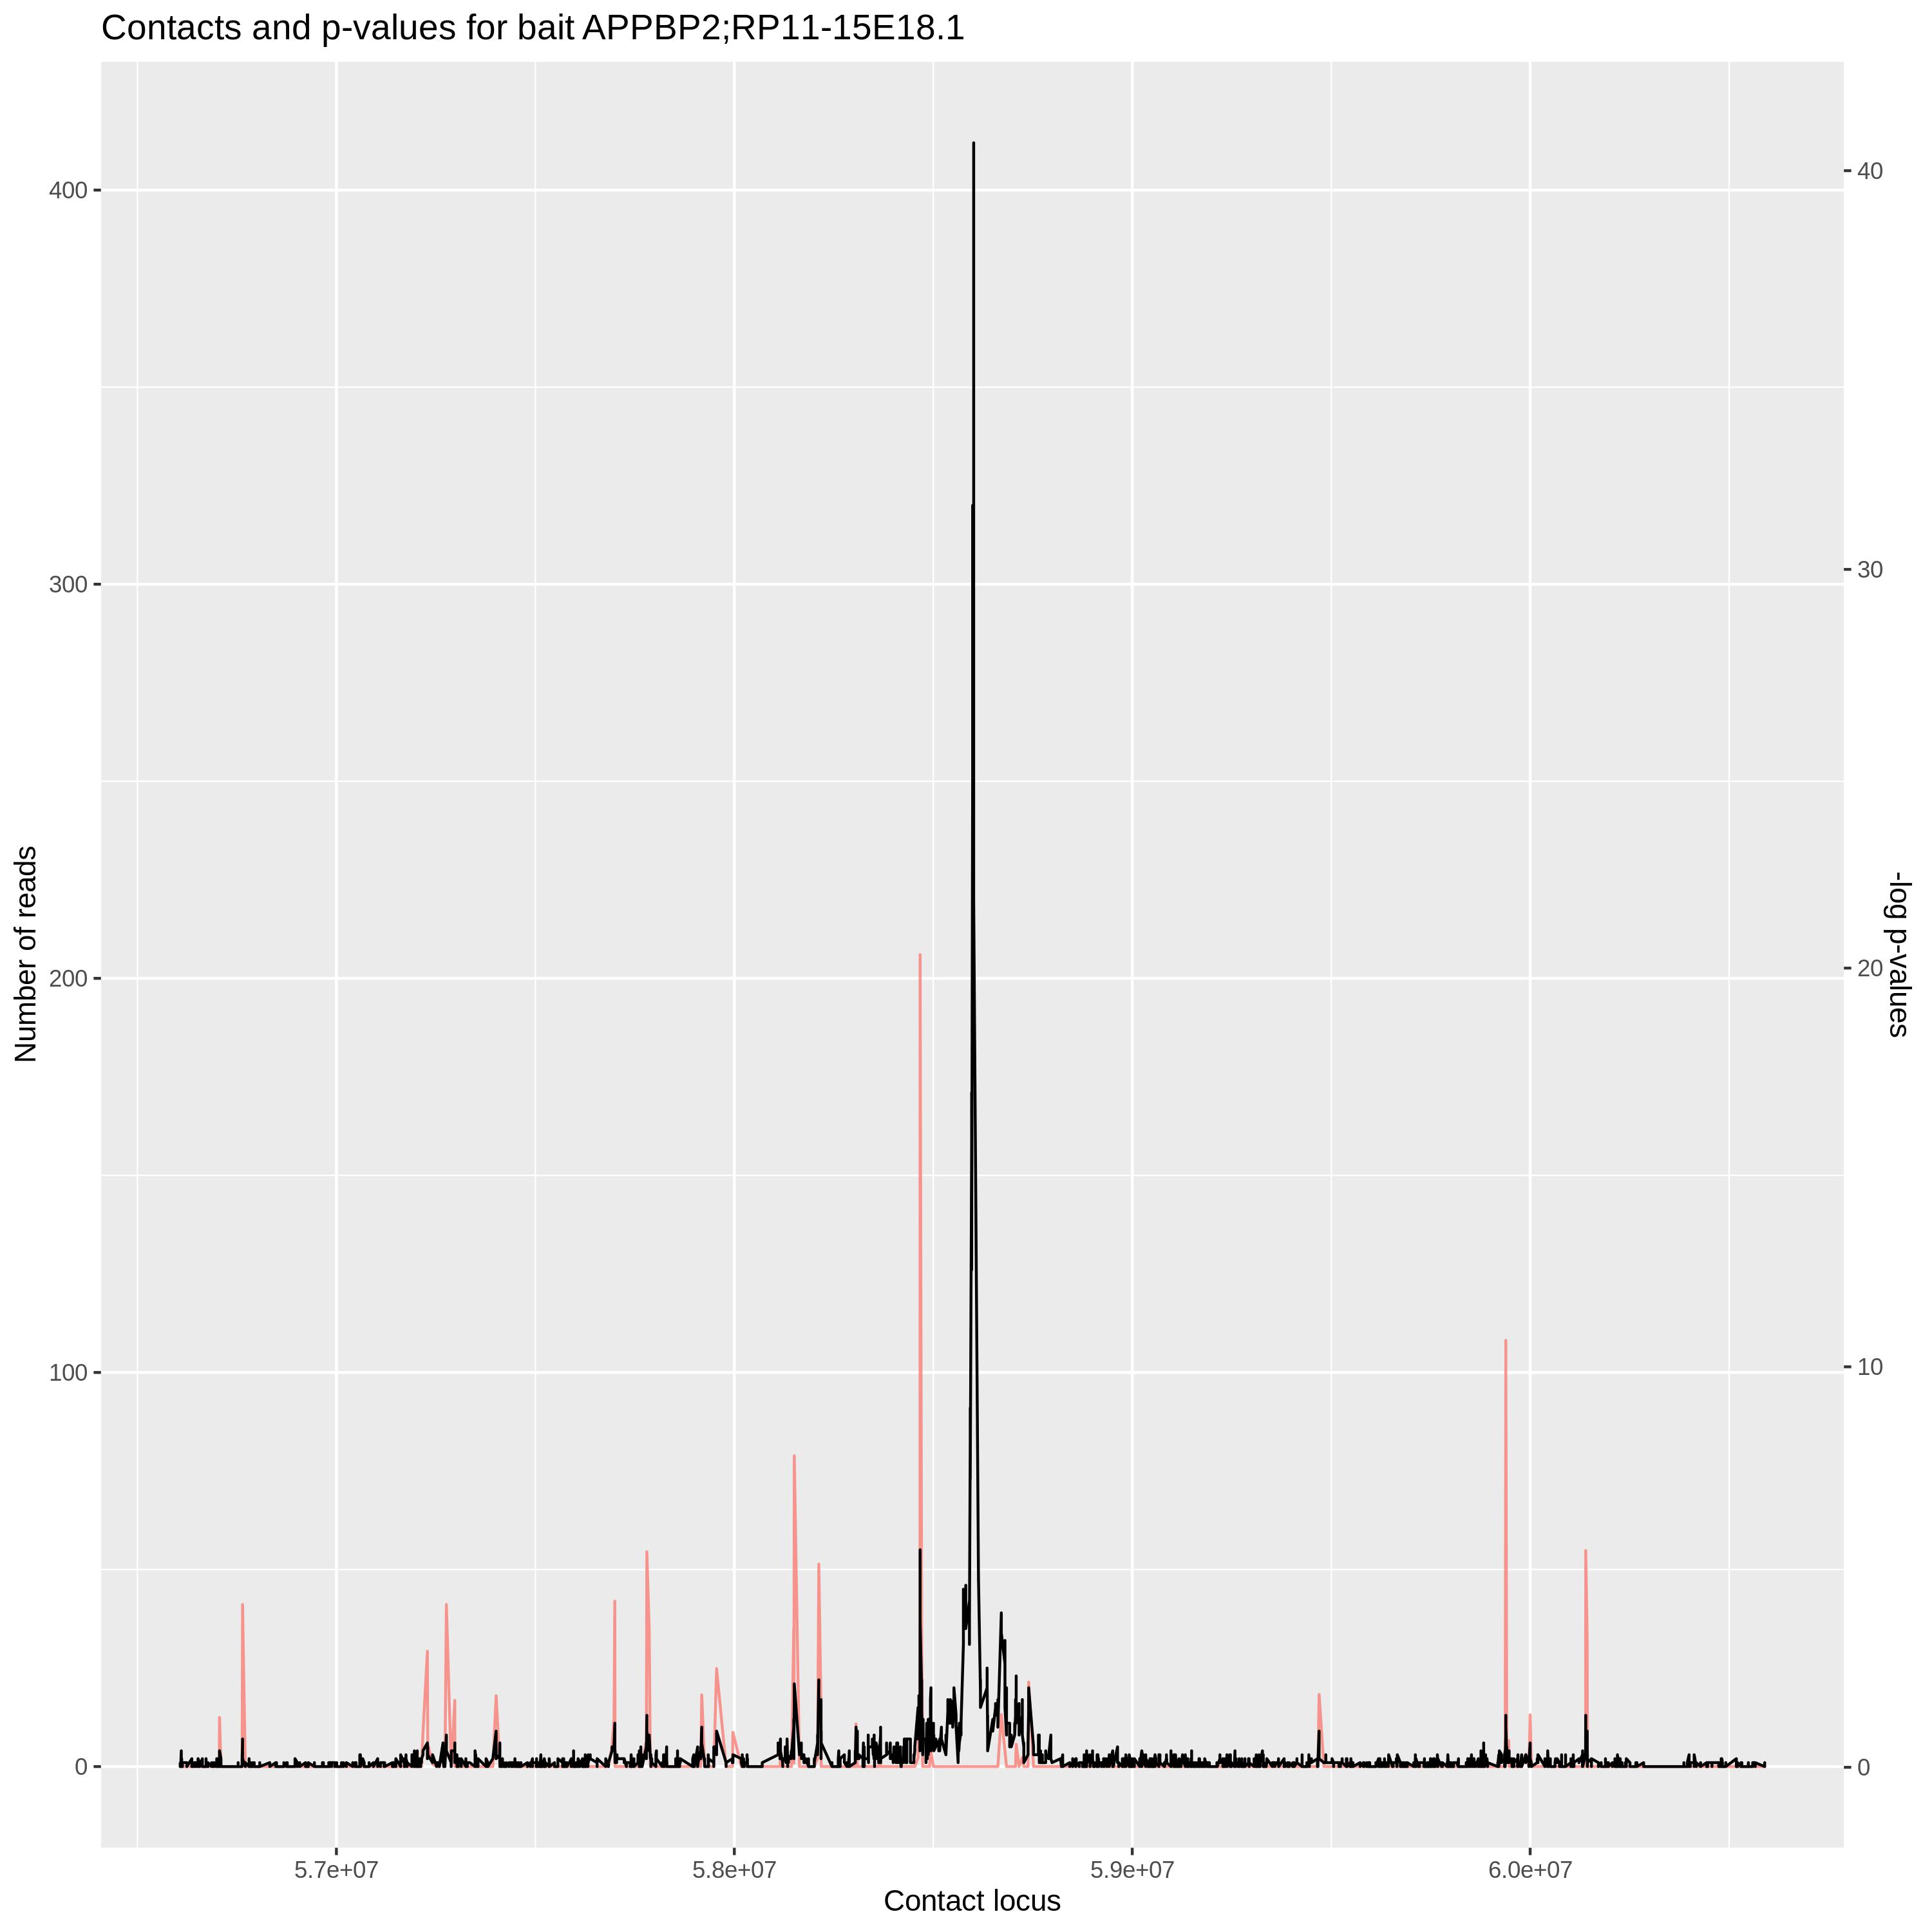 Contacts and p-values for bait APPBP2;RP11-15E18.1
400
300
200
100
0
40
30
20
10
0
Number of reads
-log p-values
5.7e+07
5.8e+07
5.9e+07
6.0e+07
Contact locus